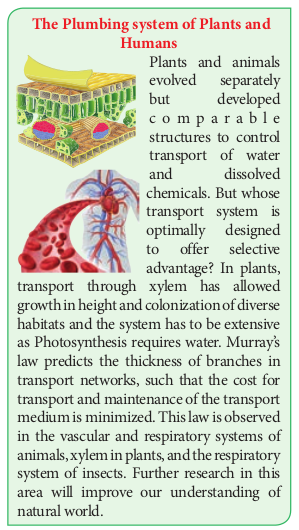 The Plumbing system of Plants and
Humans
Plants and animals
evolved separately
but developed
comparable
structures to control
transport of water
and dissolved
chemicals. But whose
transport system is
optimally designed
to offer selective
advantage? In plants,
transport through xylem has allowed
growth in height and colonization of diverse
habitats and the system has to be extensive
as Photosynthesis requires water. Murray's
law predicts the thickness of branches in
transport networks, such that the cost for
transport and maintenance of the transport
medium is minimized. This law is observed
in the vascular and respiratory systems of
animals, xylem in plants, and the respiratory
system of insects. Further research in this
area will improve our understanding of
natural world.